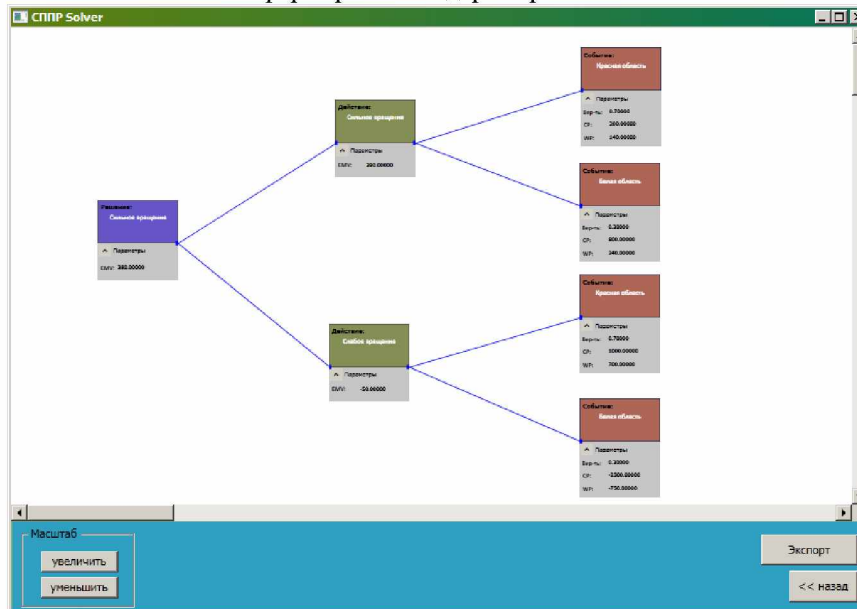 СППР Solver
Событие:
Красная область
Параметры
Вер-ть: 0.70000
CP: 200.00000
WP: 140.00000
Действие:
Сильное вращение
Параметры
EMV: 380.00000
Событие:
Белая область
Параметры
Вер-ть: 0.30000
CP: 800.00000
WP: 240.00000
Решение:
Сильное вращение
Параметры
EMV: 380.00000
Событие:
Красная область
Параметры
Вер-ть: 0.70000
CP: 1000.00000
WP: 700.00000
Действие:
Слабое вращение
Параметры
EMV: -50.00000
Событие:
Белая область
Параметры
Вер-ть: 0.30000
CP: -2500.00000
WP: -750.00000
Масштаб
увеличить
уменьшить
Экспорт
<< назад